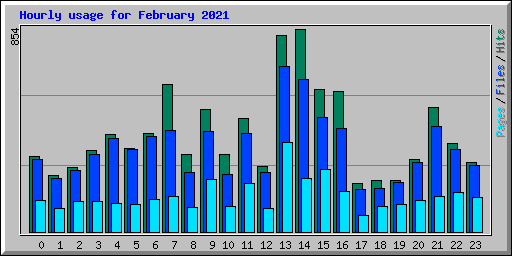 Hourly usage for February 2021
854
Pages/Files/Hits
0 1 2 3 4 5 6 7 8 9 10 11 12 13 14 15 16 17 18 19 20 21 22 23